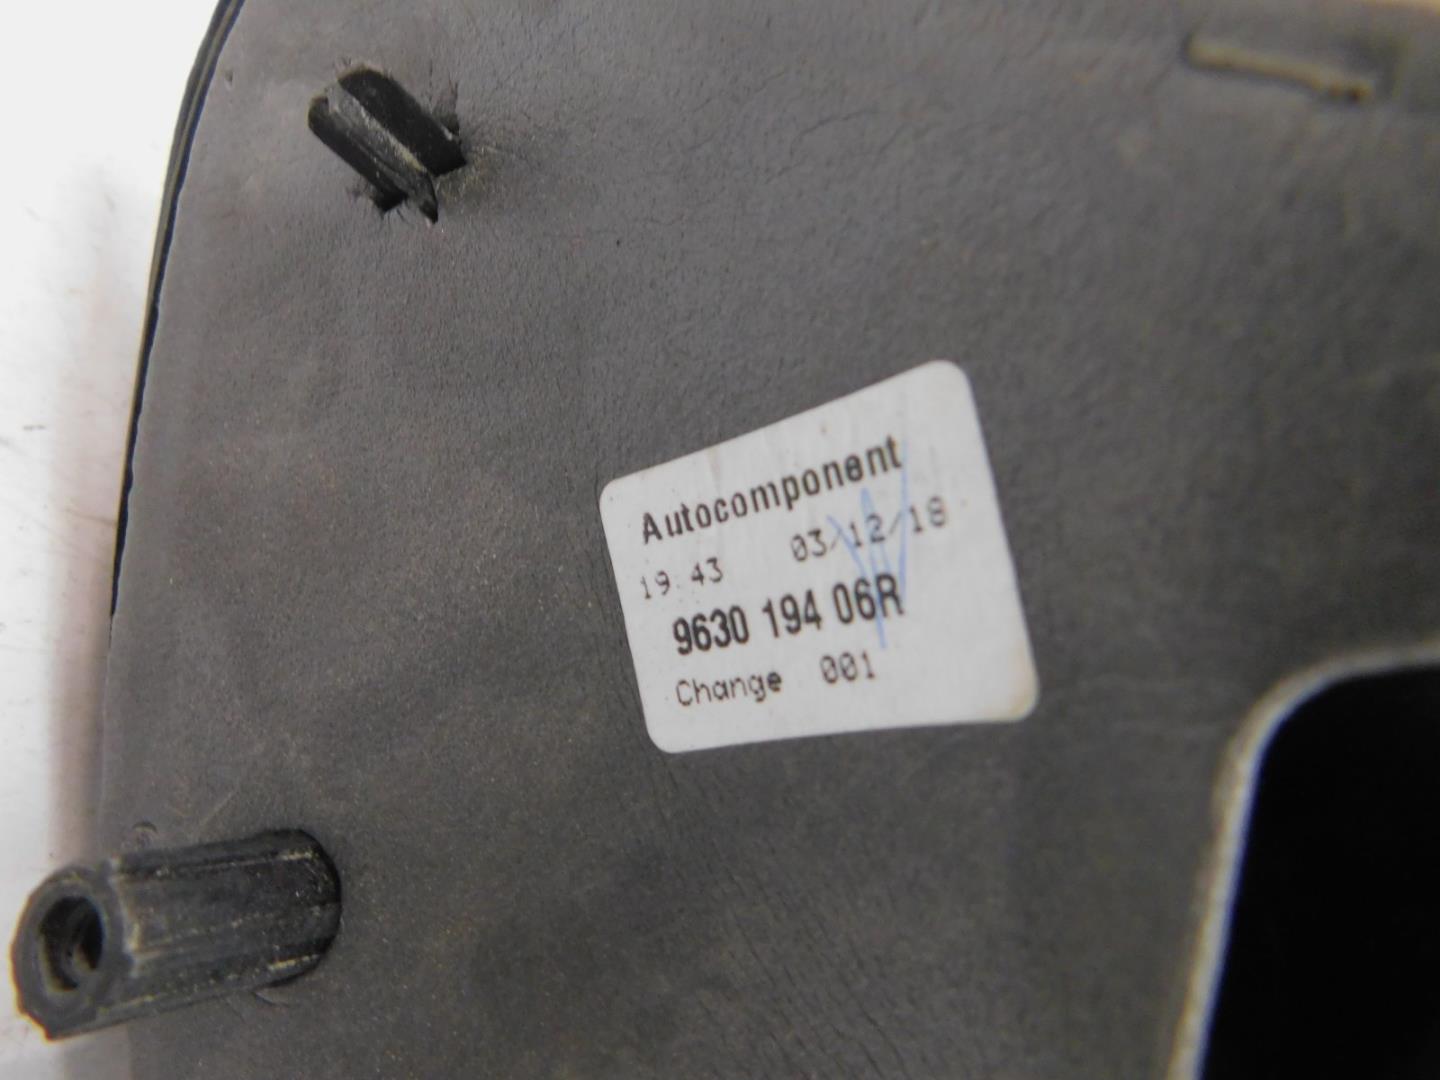 Autocomponent
19:43 03/12/18
9630 194 06R
Change 001